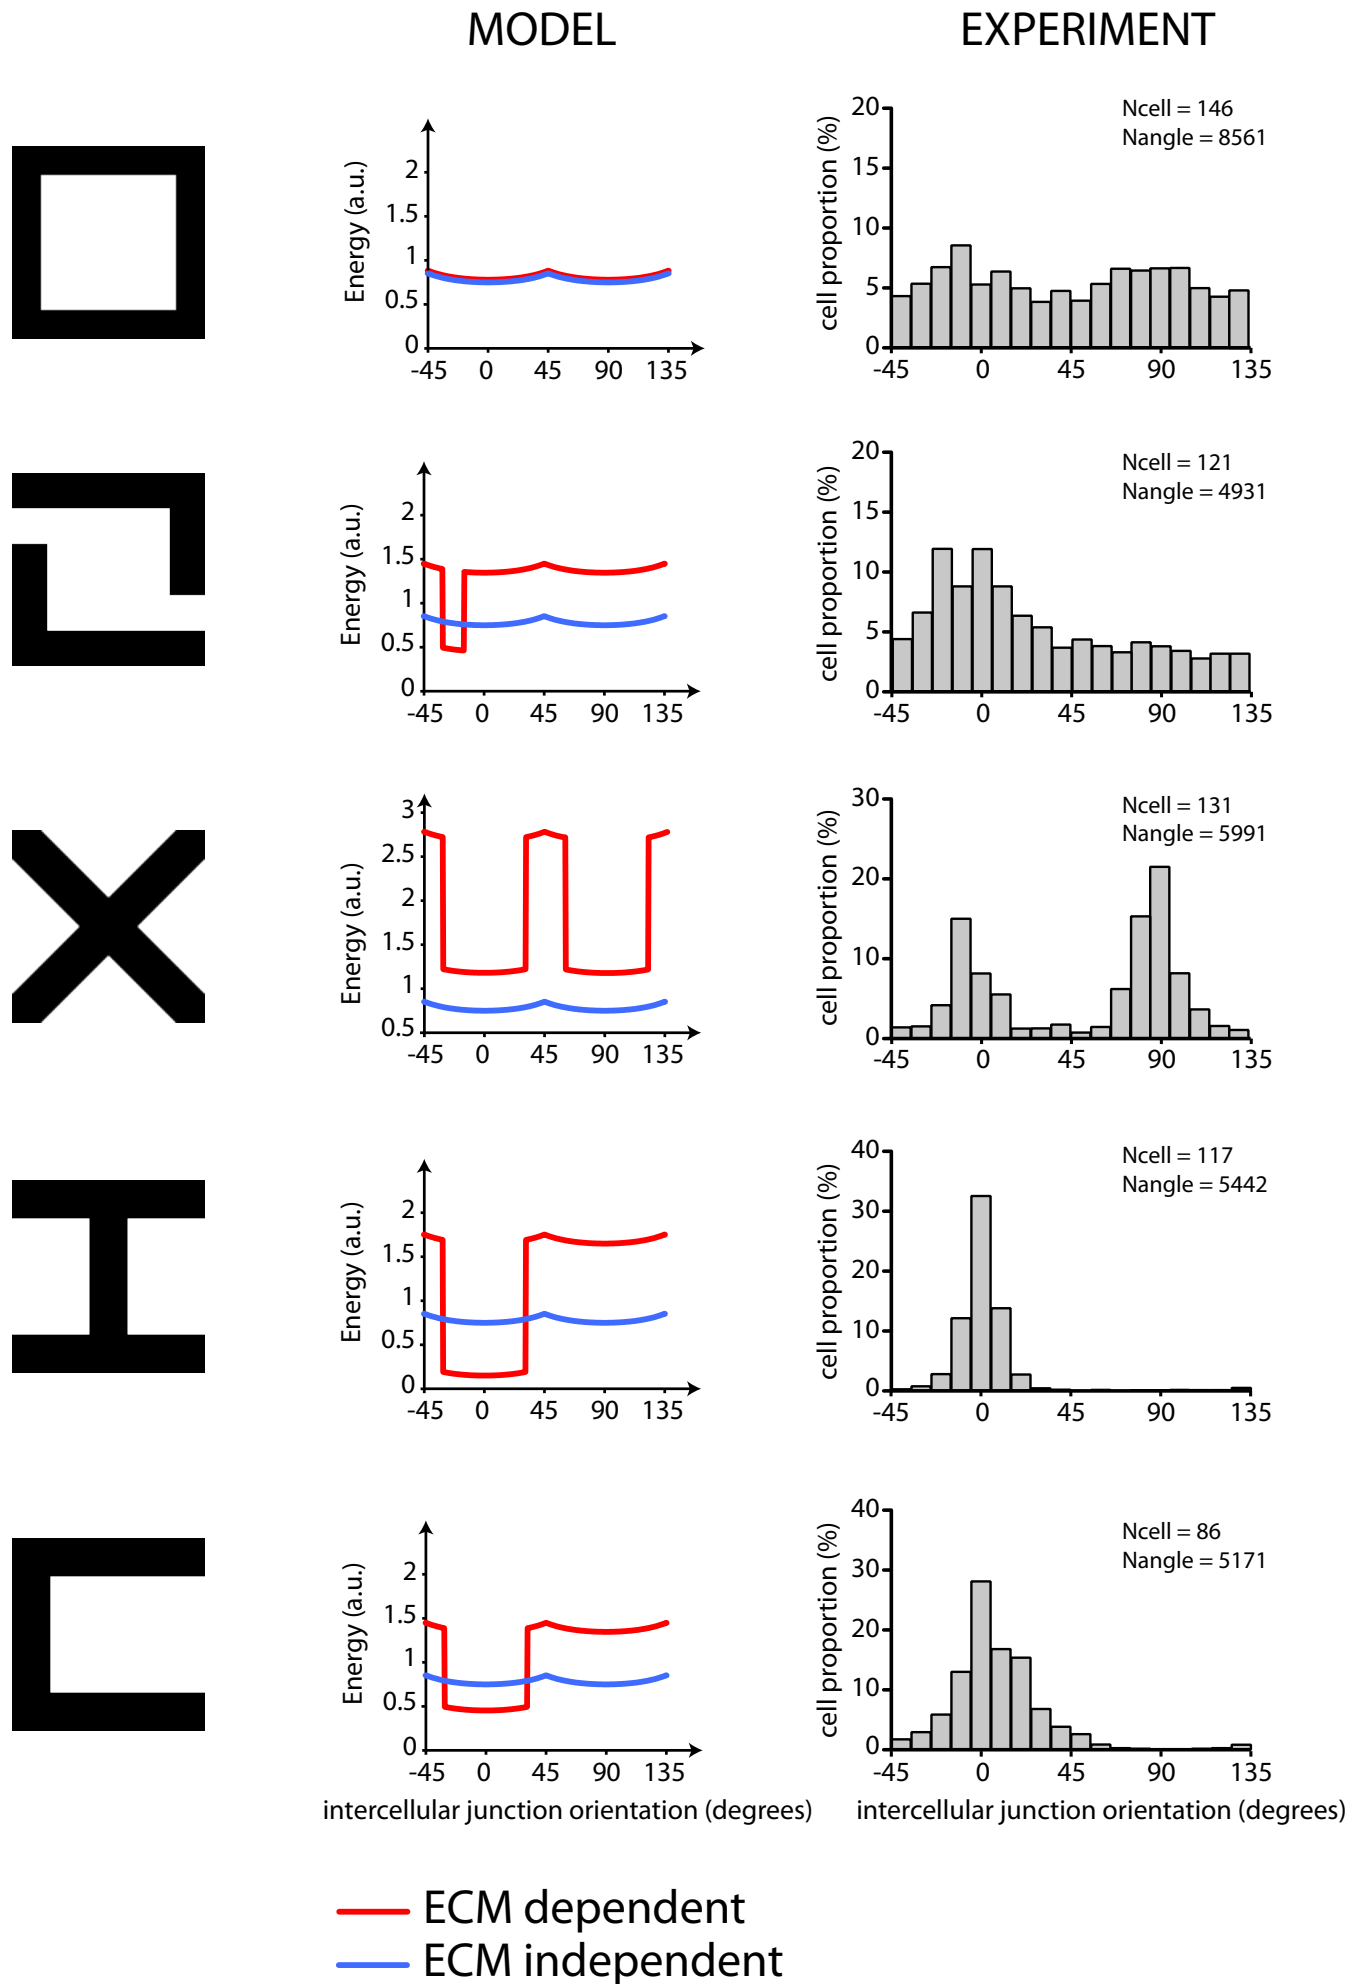 MODEL
EXPERIMENT
Energy (a.u.)
2
1.5
1
0.5
0
-45 0 45 90 135
cell proportion (%)
20
15
10
5
0
-45 0 45 90 135
Ncell = 146
Nangle = 8561
Energy (a.u.)
2
1.5
1
0.5
0
-45 0 45 90 135
cell proportion (%)
20
15
10
5
0
-45 0 45 90 135
Ncell = 121
Nangle = 4931
Energy (a.u.)
3
2.5
2
1.5
1
0.5
-45 0 45 90 135
cell proportion (%)
30
20
10
0
-45 0 45 90 135
Ncell = 131
Nangle = 5991
Energy (a.u.)
2
1.5
1
0.5
0
-45 0 45 90 135
cell proportion (%)
40
30
20
10
0
-45 0 45 90 135
Ncell = 117
Nangle = 5442
Energy (a.u.)
2
1.5
1
0.5
0
-45 0 45 90 135
intercellular junction orientation (degrees)
cell proportion (%)
40
30
20
10
0
-45 0 45 90 135
Ncell = 86
Nangle = 5171
intercellular junction orientation (degrees)
ECM dependent
ECM independent